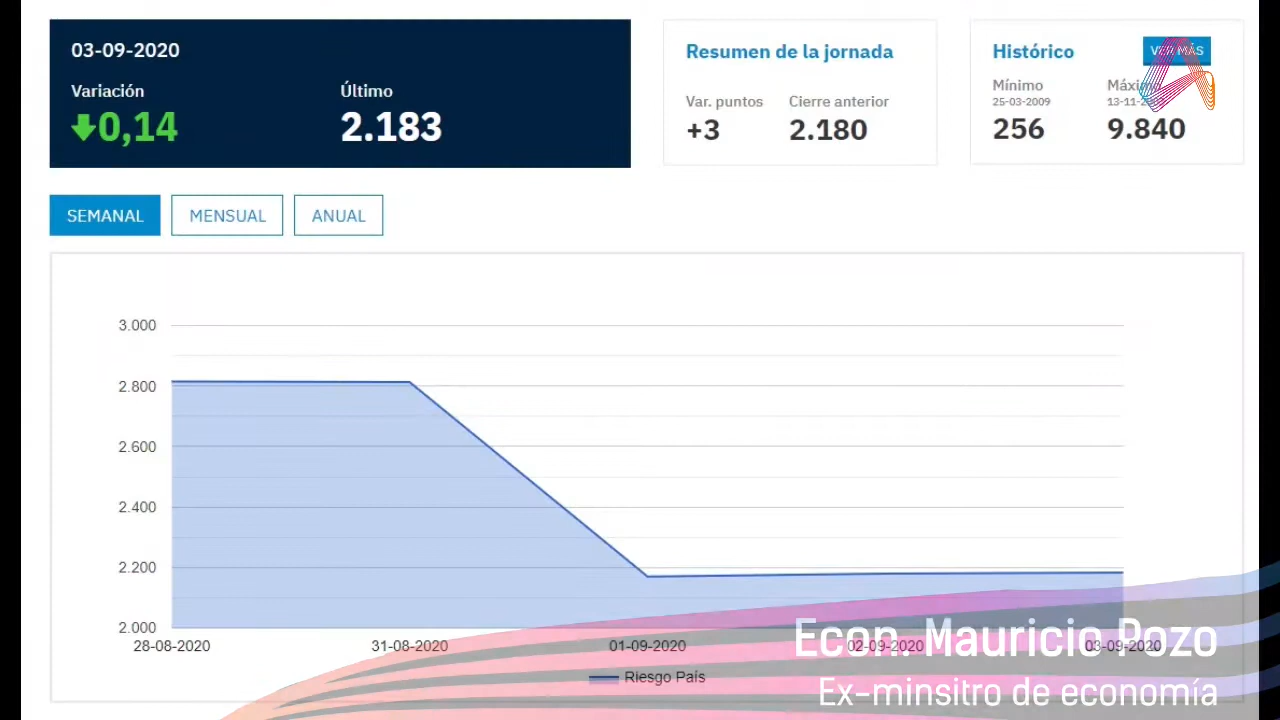 03-09-2020
Variación
0,14
Último
2.183
Resumen de la jornada
Var. puntos
+3
Cierre anterior
2.180
Histórico
VER MÁS
Mínimo
25-03-2009
256
9.840
SEMANAL
MENSUAL
ANUAL
3.000
2.800
2.600
2.400
2.200
2.000
28-08-2020
31-08-2020
01-09-2020
02-09-2020
03-09-2020
Riesgo País
Econ. Mauricio Pozo
Ex-minsitro de economía